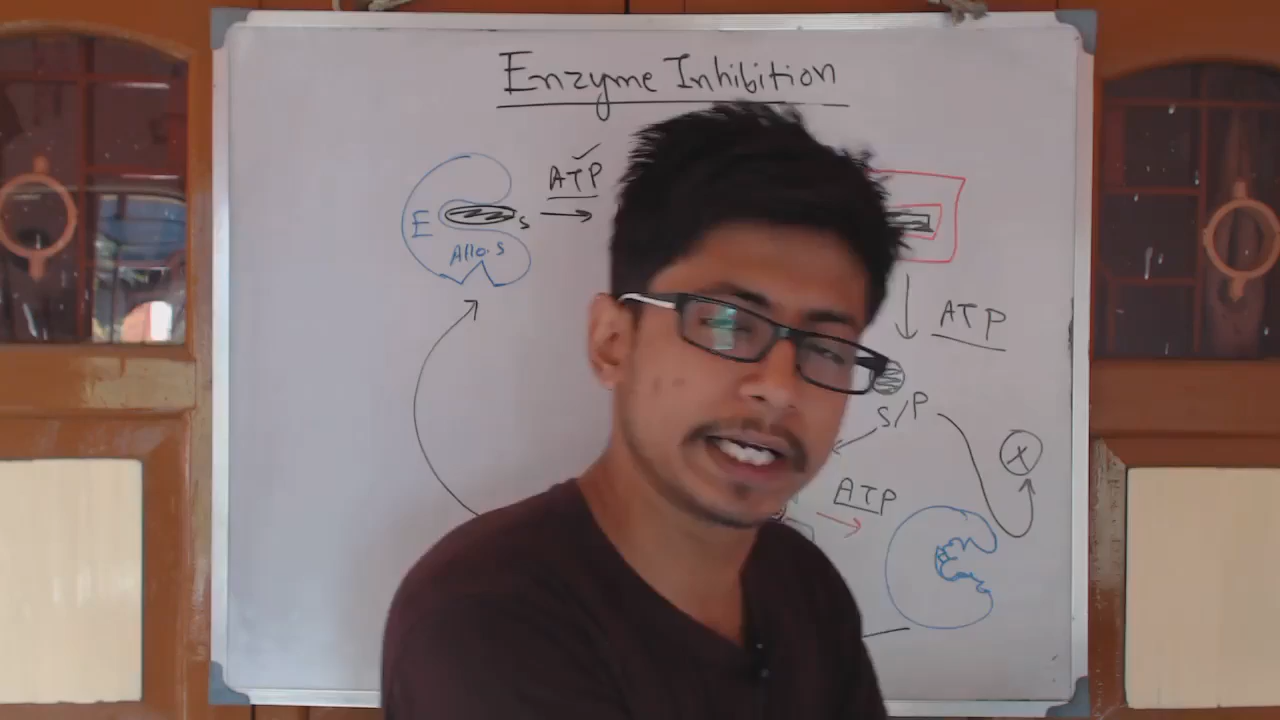 Enzyme Inhibition
ATP
E
S
Allo. S
ATP
S/P
X
ATP